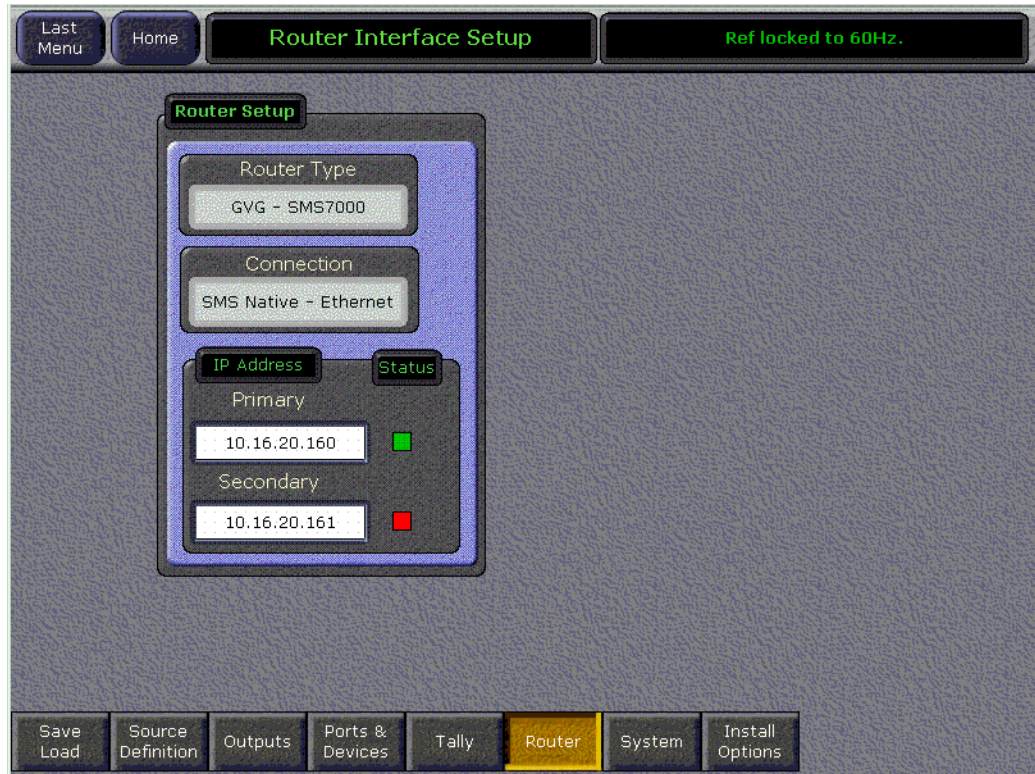 Last
Menu
Home
Router Interface Setup
Ref locked to 60Hz.
Router Setup
Router Type
GVG - SMS7000
Connection
SMS Native - Ethernet
IP Address
Status
Primary
10.16.20.160
Secondary
10.16.20.161
Save
Load
Source
Definition
Outputs
Ports &
Devices
Tally
Router
System
Install
Options